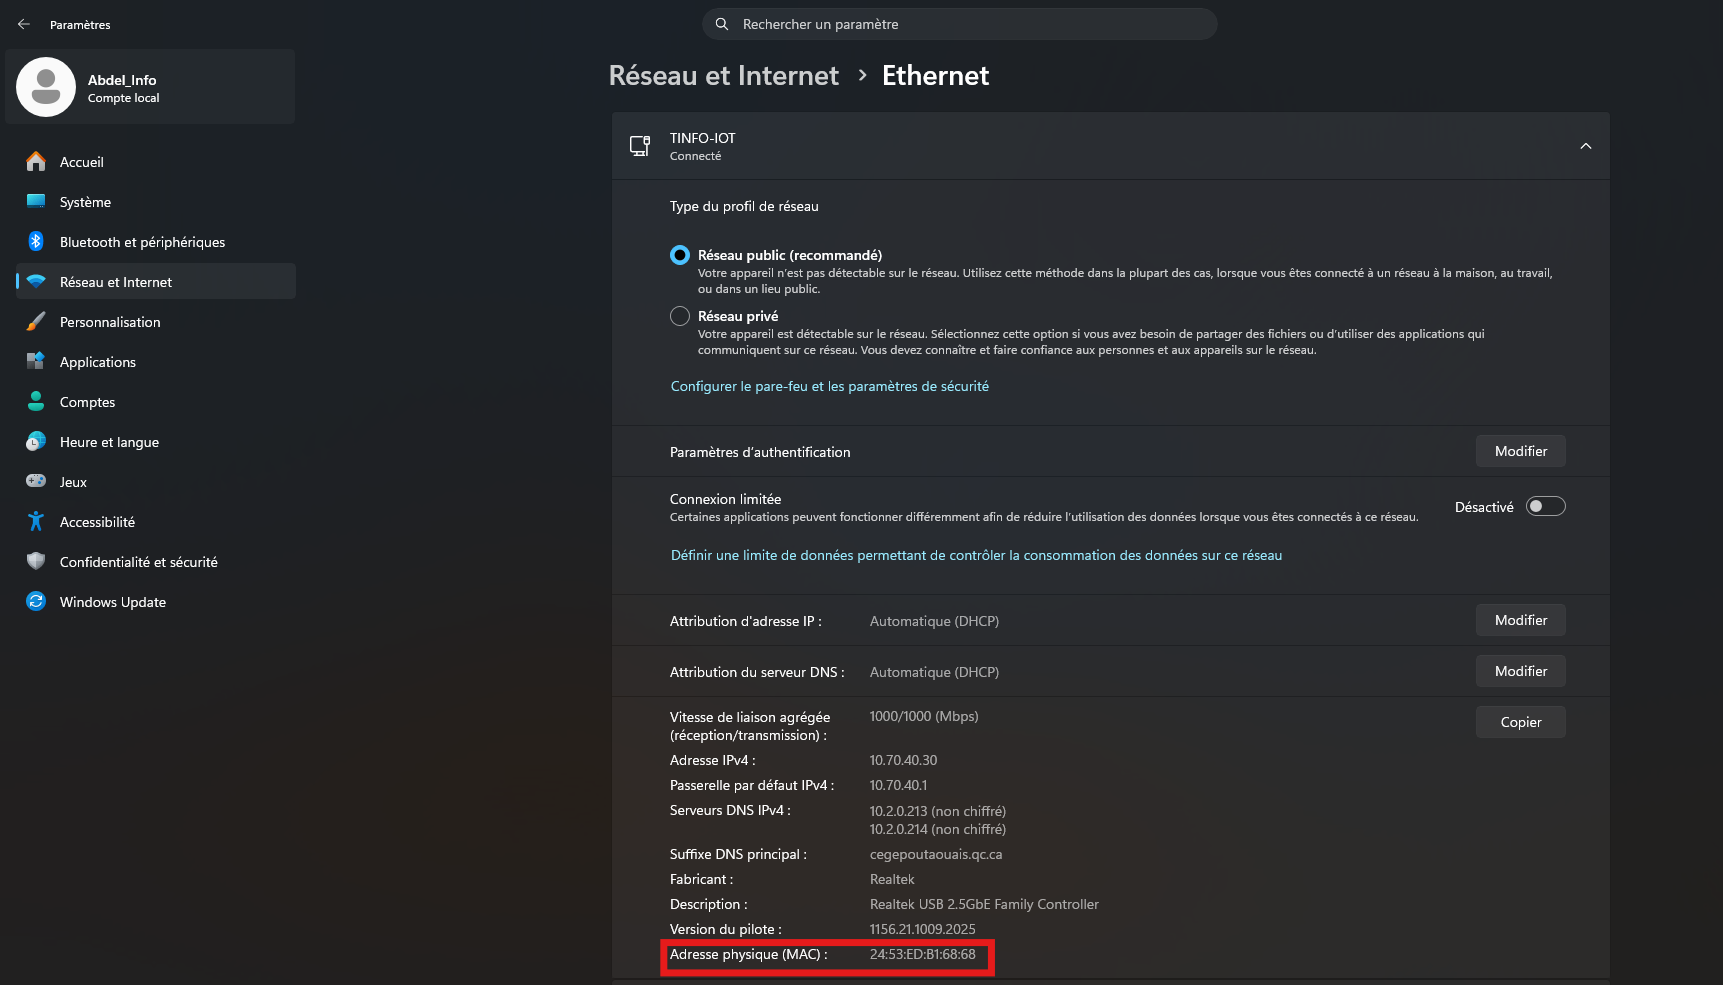 Paramètres
Rechercher un paramètre
Abdel_Info
Compte local
Accueil
Système
Bluetooth et périphériques
Réseau et Internet
Personnalisation
Applications
Comptes
Heure et langue
Jeux
Accessibilité
Confidentialité et sécurité
Windows Update
Réseau et Internet > Ethernet
TINFO-IOT
Connecté
Type du profil de réseau
Réseau public (recommandé)
Votre appareil n'est pas détectable sur le réseau. Utilisez cette méthode dans la plupart des cas, lorsque vous êtes connecté à un réseau à la maison, au travail,
ou dans un lieu public.
Réseau privé
Votre appareil est détectable sur le réseau. Sélectionnez cette option si vous avez besoin de partager des fichiers ou d'utiliser des applications qui
communiquent sur ce réseau. Vous devez connaître et faire confiance aux personnes et aux appareils sur le réseau.
Configurer le pare-feu et les paramètres de sécurité
Paramètres d'authentification
Modifier
Connexion limitée
Certaines applications peuvent fonctionner différemment afin de réduire l'utilisation des données lorsque vous êtes connectés à ce réseau.
Désactivé
Définir une limite de données permettant de contrôler la consommation des données sur ce réseau
Attribution d'adresse IP : Automatique (DHCP)
Modifier
Attribution du serveur DNS : Automatique (DHCP)
Modifier
Vitesse de liaison agrégée 1000/1000 (Mbps)
(réception/transmission) :
Copier
Adresse IPv4 : 10.70.40.30
Passerelle par défaut IPv4 : 10.70.40.1
Serveurs DNS IPv4 : 10.2.0.213 (non chiffré)
10.2.0.214 (non chiffré)
Suffixe DNS principal : cegepoutaouais.qc.ca
Fabricant : Realtek
Description : Realtek USB 2.5GbE Family Controller
Version du pilote : 1156.21.1009.2025
Adresse physique (MAC) : 24:53:ED:B1:68:68